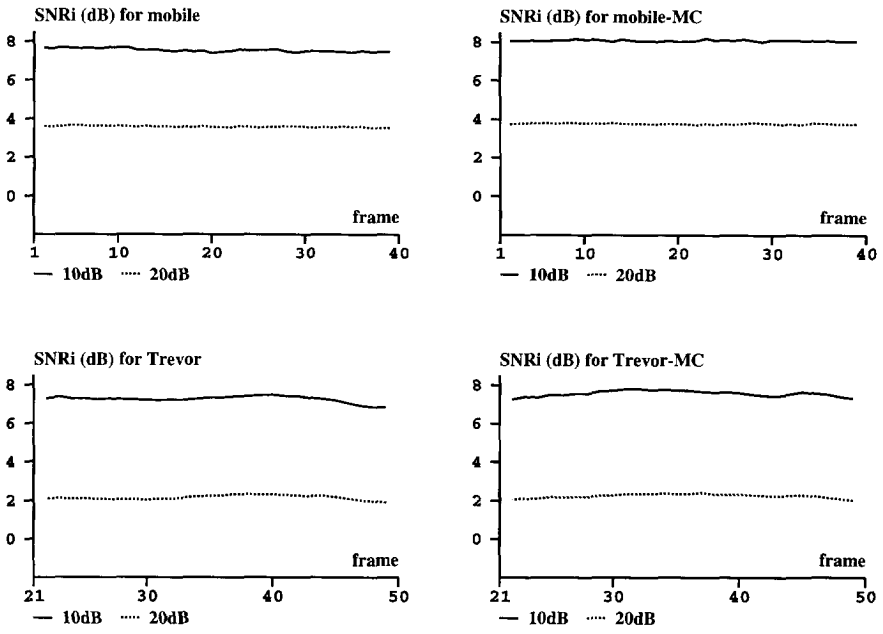 SNRi (dB) for mobile
8
6
4
2
0
frame
1 10 20 30 40
10dB 20dB
SNRi (dB) for mobile-MC
8
6
4
2
0
frame
1 10 20 30 40
10dB 20dB
SNRi (dB) for Trevor
8
6
4
2
0
frame
21 30 40 50
10dB 20dB
SNRi (dB) for Trevor-MC
8
6
4
2
0
frame
21 30 40 50
10dB 20dB